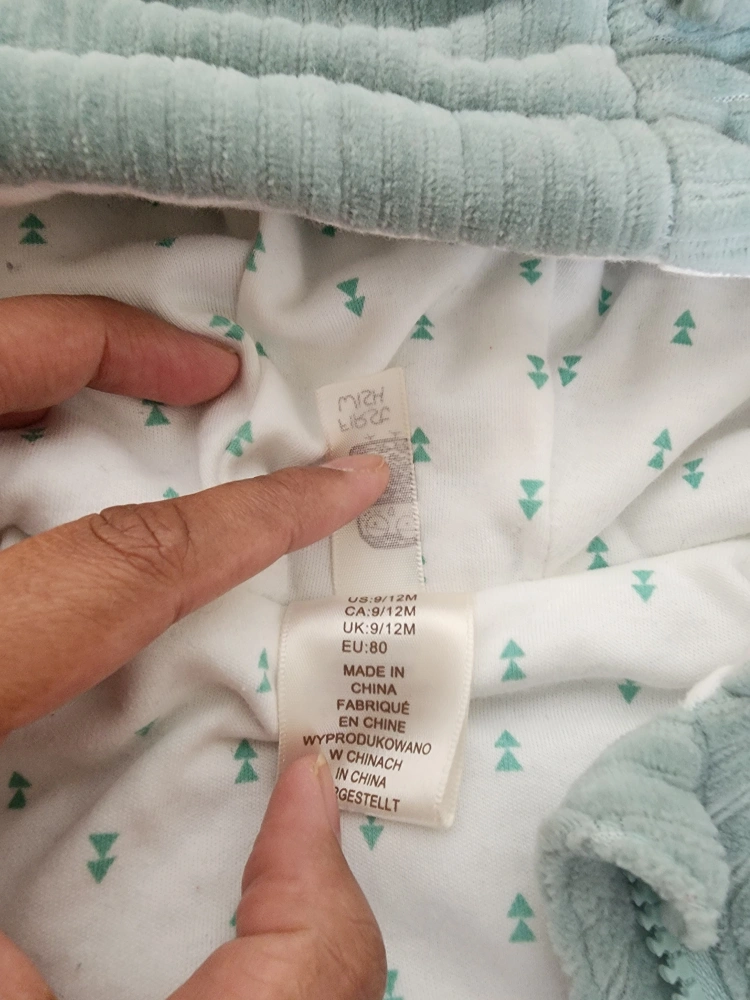 FIRST
WISH
US:9/12M
CA:9/12M
UK:9/12M
EU:80
MADE IN
CHINA
FABRIQUÉ
EN CHINE
WYPRODUKOWANO
W CHINACH
IN CHINA